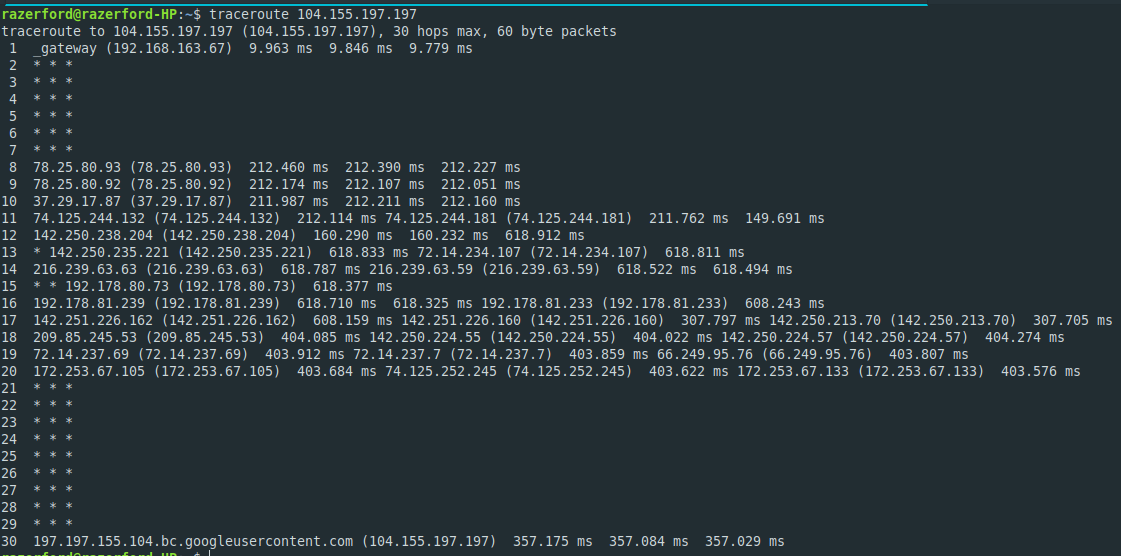 razerford@razerford-HP:~$ traceroute 104.155.197.197
traceroute to 104.155.197.197 (104.155.197.197), 30 hops max, 60 byte packets
 1  _gateway (192.168.163.67)  9.963 ms  9.846 ms  9.779 ms
 2  * * *
 3  * * *
 4  * * *
 5  * * *
 6  * * *
 7  * * *
 8  78.25.80.93 (78.25.80.93)  212.460 ms  212.390 ms  212.227 ms
 9  78.25.80.92 (78.25.80.92)  212.174 ms  212.107 ms  212.051 ms
10  37.29.17.87 (37.29.17.87)  211.987 ms  212.211 ms  212.160 ms
11  74.125.244.132 (74.125.244.132)  212.114 ms 74.125.244.181 (74.125.244.181)  211.762 ms  149.691 ms
12  142.250.238.204 (142.250.238.204)  160.290 ms  160.232 ms  618.912 ms
13  * 142.250.235.221 (142.250.235.221)  618.833 ms 72.14.234.107 (72.14.234.107)  618.811 ms
14  216.239.63.63 (216.239.63.63)  618.787 ms 216.239.63.59 (216.239.63.59)  618.522 ms  618.494 ms
15  * * 192.178.80.73 (192.178.80.73)  618.377 ms
16  192.178.81.239 (192.178.81.239)  618.710 ms  618.325 ms 192.178.81.233 (192.178.81.233)  608.243 ms
17  142.251.226.162 (142.251.226.162)  608.159 ms 142.251.226.160 (142.251.226.160)  307.797 ms 142.250.213.70 (142.250.213.70)  307.705 ms
18  209.85.245.53 (209.85.245.53)  404.085 ms 142.250.224.55 (142.250.224.55)  404.022 ms 142.250.224.57 (142.250.224.57)  404.274 ms
19  72.14.237.69 (72.14.237.69)  403.912 ms 72.14.237.7 (72.14.237.7)  403.859 ms 66.249.95.76 (66.249.95.76)  403.807 ms
20  172.253.67.105 (172.253.67.105)  403.684 ms 74.125.252.245 (74.125.252.245)  403.622 ms 172.253.67.133 (172.253.67.133)  403.576 ms
21  * * *
22  * * *
23  * * *
24  * * *
25  * * *
26  * * *
27  * * *
28  * * *
29  * * *
30  197.197.155.104.bc.googleusercontent.com (104.155.197.197)  357.175 ms  357.084 ms  357.029 ms
razerford@razerford-HP:~$